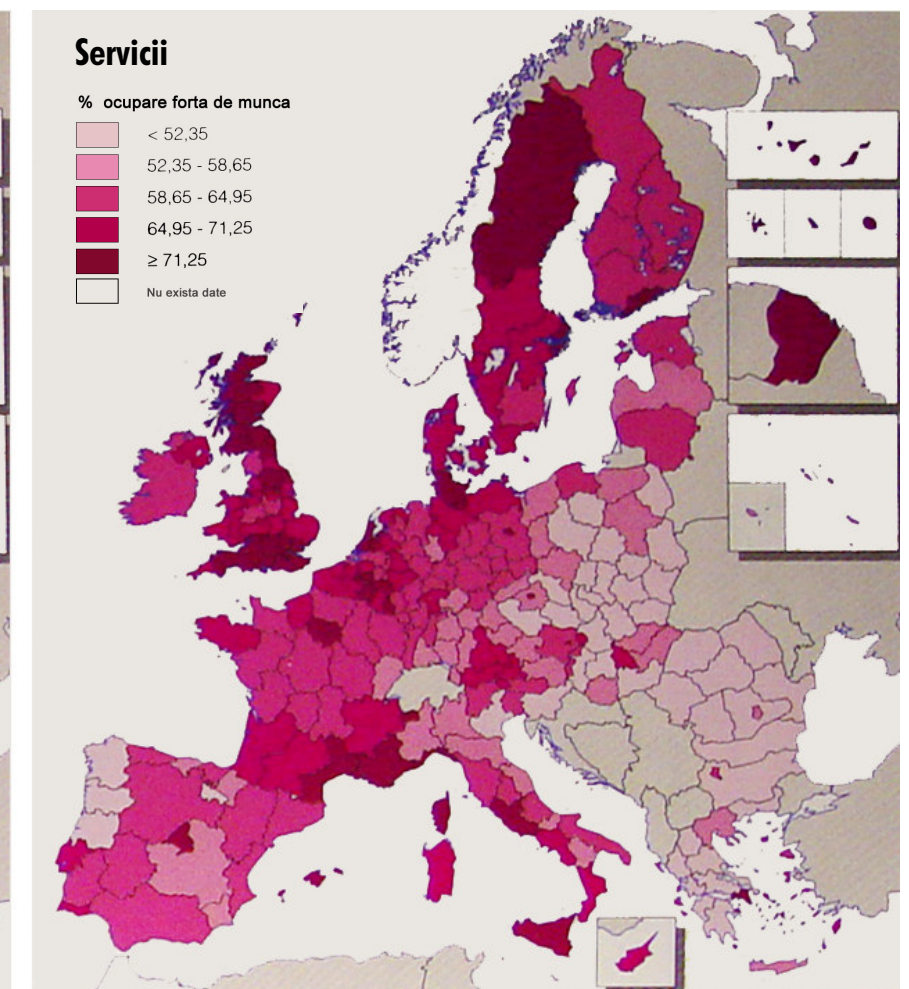 Servicii
% ocupare forta de munca
< 52,35
52,35 - 58,65
58,65 - 64,95
64,95 - 71,25
≥ 71,25
Nu exista date